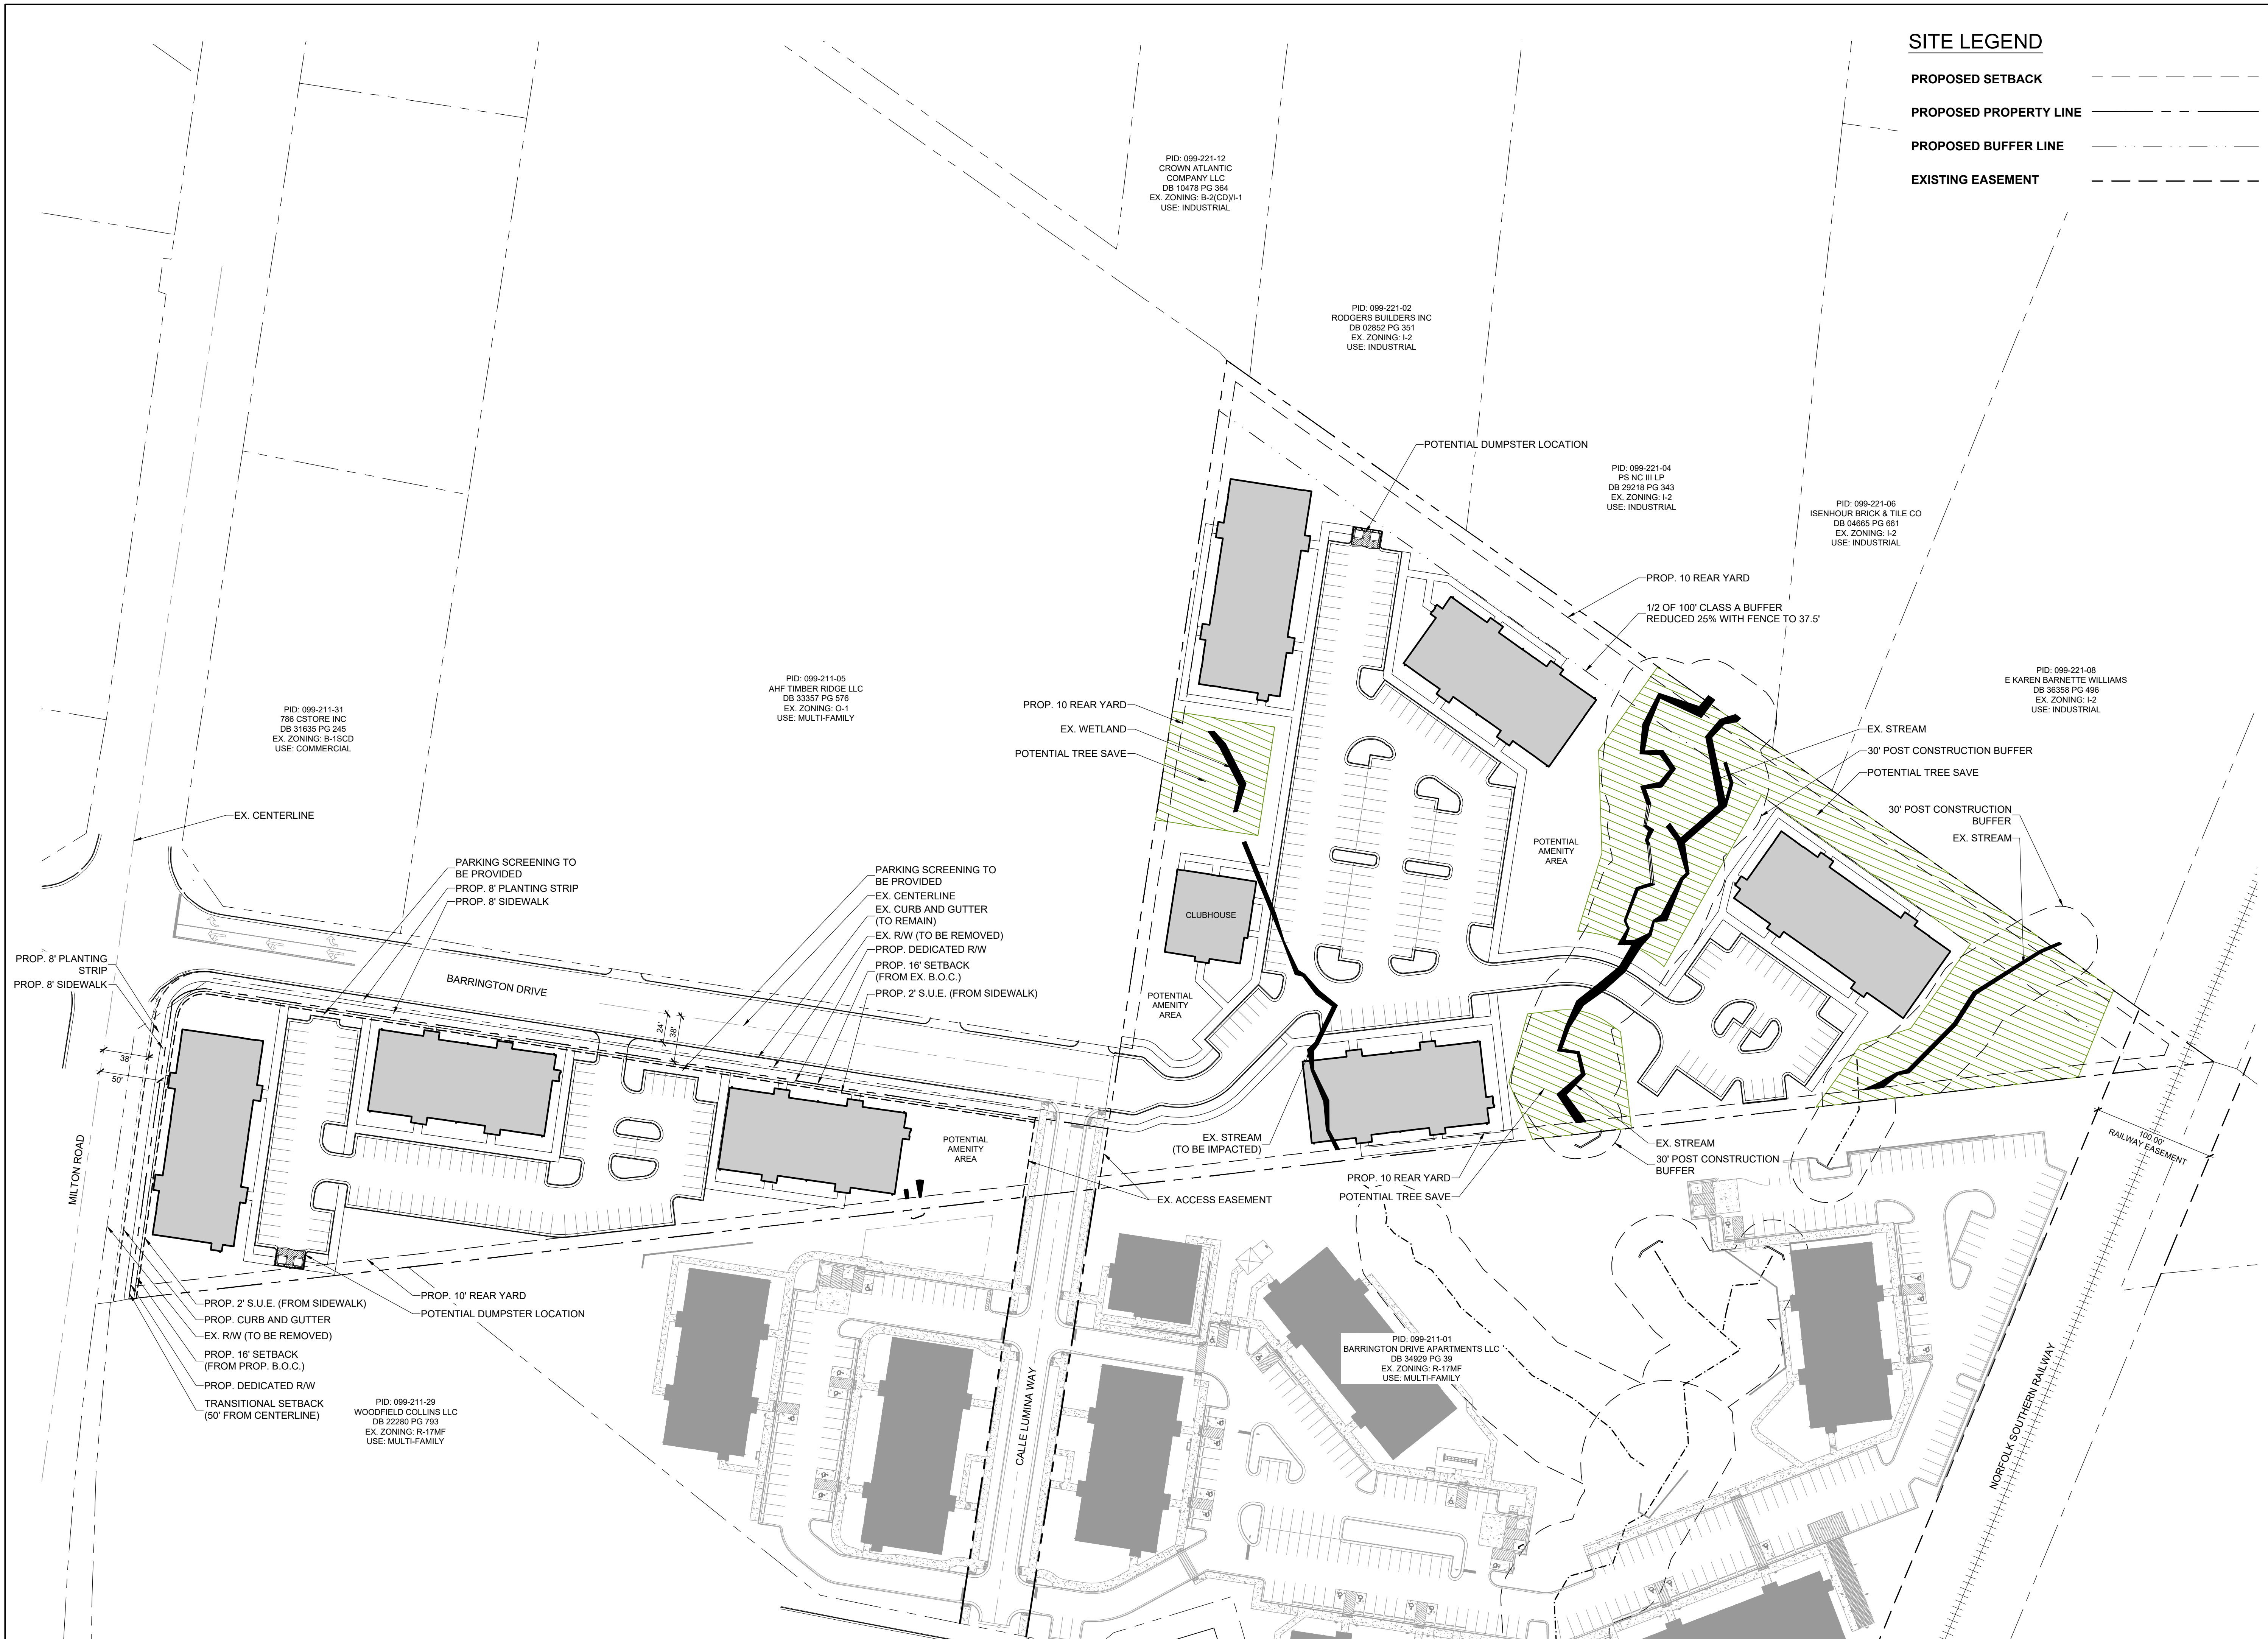 SITE LEGEND
PROPOSED SETBACK
PROPOSED PROPERTY LINE
PROPOSED BUFFER LINE
EXISTING EASEMENT
PID: 099-221-12
CROWN ATLANTIC
COMPANY LLC
DB 10478 PG 364
EX. ZONING: B-2(CD)/I-1
USE: INDUSTRIAL
PID: 099-221-02
RODGERS BUILDERS INC
DB 02852 PG 351
EX. ZONING: I-2
USE: INDUSTRIAL
POTENTIAL DUMPSTER LOCATION
PID: 099-221-04
PS NC III LP
DB 29218 PG 343
EX. ZONING: I-2
USE: INDUSTRIAL
PID: 099-221-06
ISENHOUR BRICK & TILE CO
DB 04665 PG 661
EX. ZONING: I-2
USE: INDUSTRIAL
PROP. 10 REAR YARD
1/2 OF 100' CLASS A BUFFER
REDUCED 25% WITH FENCE TO 37.5'
PID: 099-221-08
E KAREN BARNETTE WILLIAMS
DB 36358 PG 496
EX. ZONING: I-2
USE: INDUSTRIAL
PID: 099-211-31
786 CSTORE INC
DB 31635 PG 245
EX. ZONING: B-1SCD
USE: COMMERCIAL
PID: 099-211-05
AHF TIMBER RIDGE LLC
DB 33357 PG 576
EX. ZONING: O-1
USE: MULTI-FAMILY
PROP. 10 REAR YARD
EX. WETLAND
POTENTIAL TREE SAVE
EX. STREAM
30' POST CONSTRUCTION BUFFER
POTENTIAL TREE SAVE
30' POST CONSTRUCTION
BUFFER
EX. STREAM
EX. CENTERLINE
PARKING SCREENING TO
BE PROVIDED
PROP. 8' PLANTING STRIP
PROP. 8' SIDEWALK
PARKING SCREENING TO
BE PROVIDED
EX. CENTERLINE
EX. CURB AND GUTTER
(TO REMAIN)
EX. R/W (TO BE REMOVED)
PROP. DEDICATED R/W
PROP. 16' SETBACK
(FROM EX. B.O.C.)
PROP. 2' S.U.E. (FROM SIDEWALK)
POTENTIAL
AMENITY
AREA
CLUBHOUSE
PROP. 8' PLANTING
STRIP
PROP. 8' SIDEWALK
BARRINGTON DRIVE
POTENTIAL
AMENITY
AREA
24'
38'
38'
50'
MILTON ROAD
POTENTIAL
AMENITY
AREA
EX. STREAM
(TO BE IMPACTED)
EX. STREAM
30' POST CONSTRUCTION
BUFFER
100.00'
RAILWAY EASEMENT
PROP. 10 REAR YARD
POTENTIAL TREE SAVE
EX. ACCESS EASEMENT
PROP. 10' REAR YARD
POTENTIAL DUMPSTER LOCATION
PROP. 2' S.U.E. (FROM SIDEWALK)
PROP. CURB AND GUTTER
EX. R/W (TO BE REMOVED)
PROP. 16' SETBACK
(FROM PROP. B.O.C.)
PROP. DEDICATED R/W
TRANSITIONAL SETBACK
(50' FROM CENTERLINE)
PID: 099-211-29
WOODFIELD COLLINS LLC
DB 22280 PG 793
EX. ZONING: R-17MF
USE: MULTI-FAMILY
PID: 099-211-01
BARRINGTON DRIVE APARTMENTS LLC
DB 34929 PG 39
EX. ZONING: R-17MF
USE: MULTI-FAMILY
CALLE LUMINA WAY
NORFOLK SOUTHERN RAILWAY